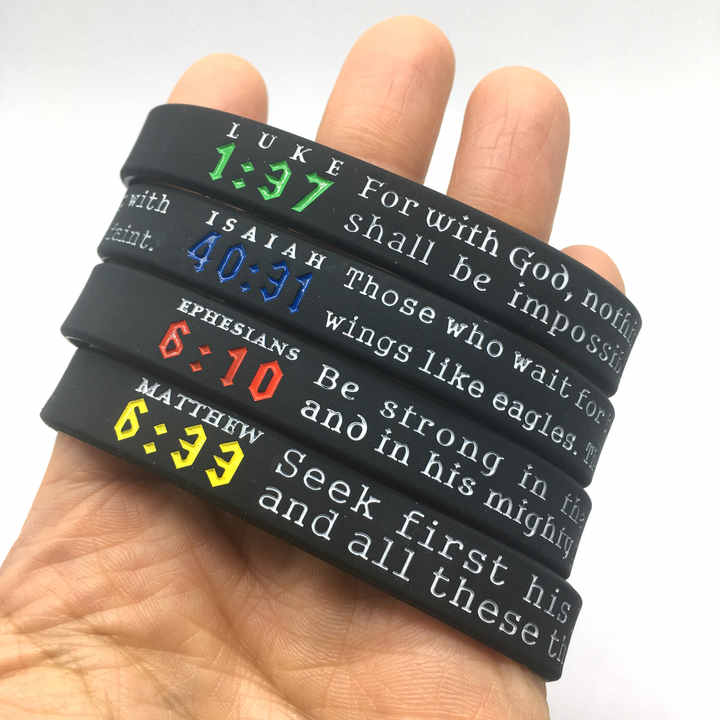 LUKE
1:37
For with God, nothi
shall be impossib
with
faint.
ISAIAH
40:31
Those who wait for
wings like eagles. T
EPHESIANS
6:10
Be strong in the
and in his mighty
MATTHEW
6:33
Seek first his
and all these th